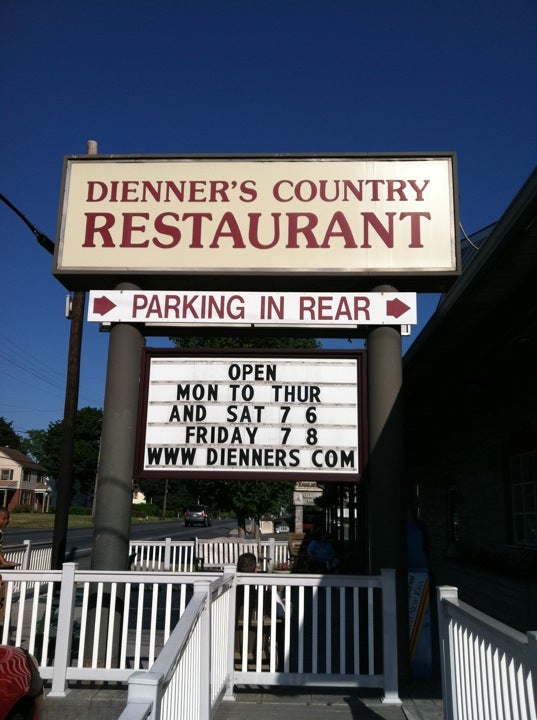 DIENNER'S COUNTRY
RESTAURANT
PARKING IN REAR
OPEN
MON TO THUR
AND SAT 7 6
FRIDAY 7 8
WWW DIENNERS COM